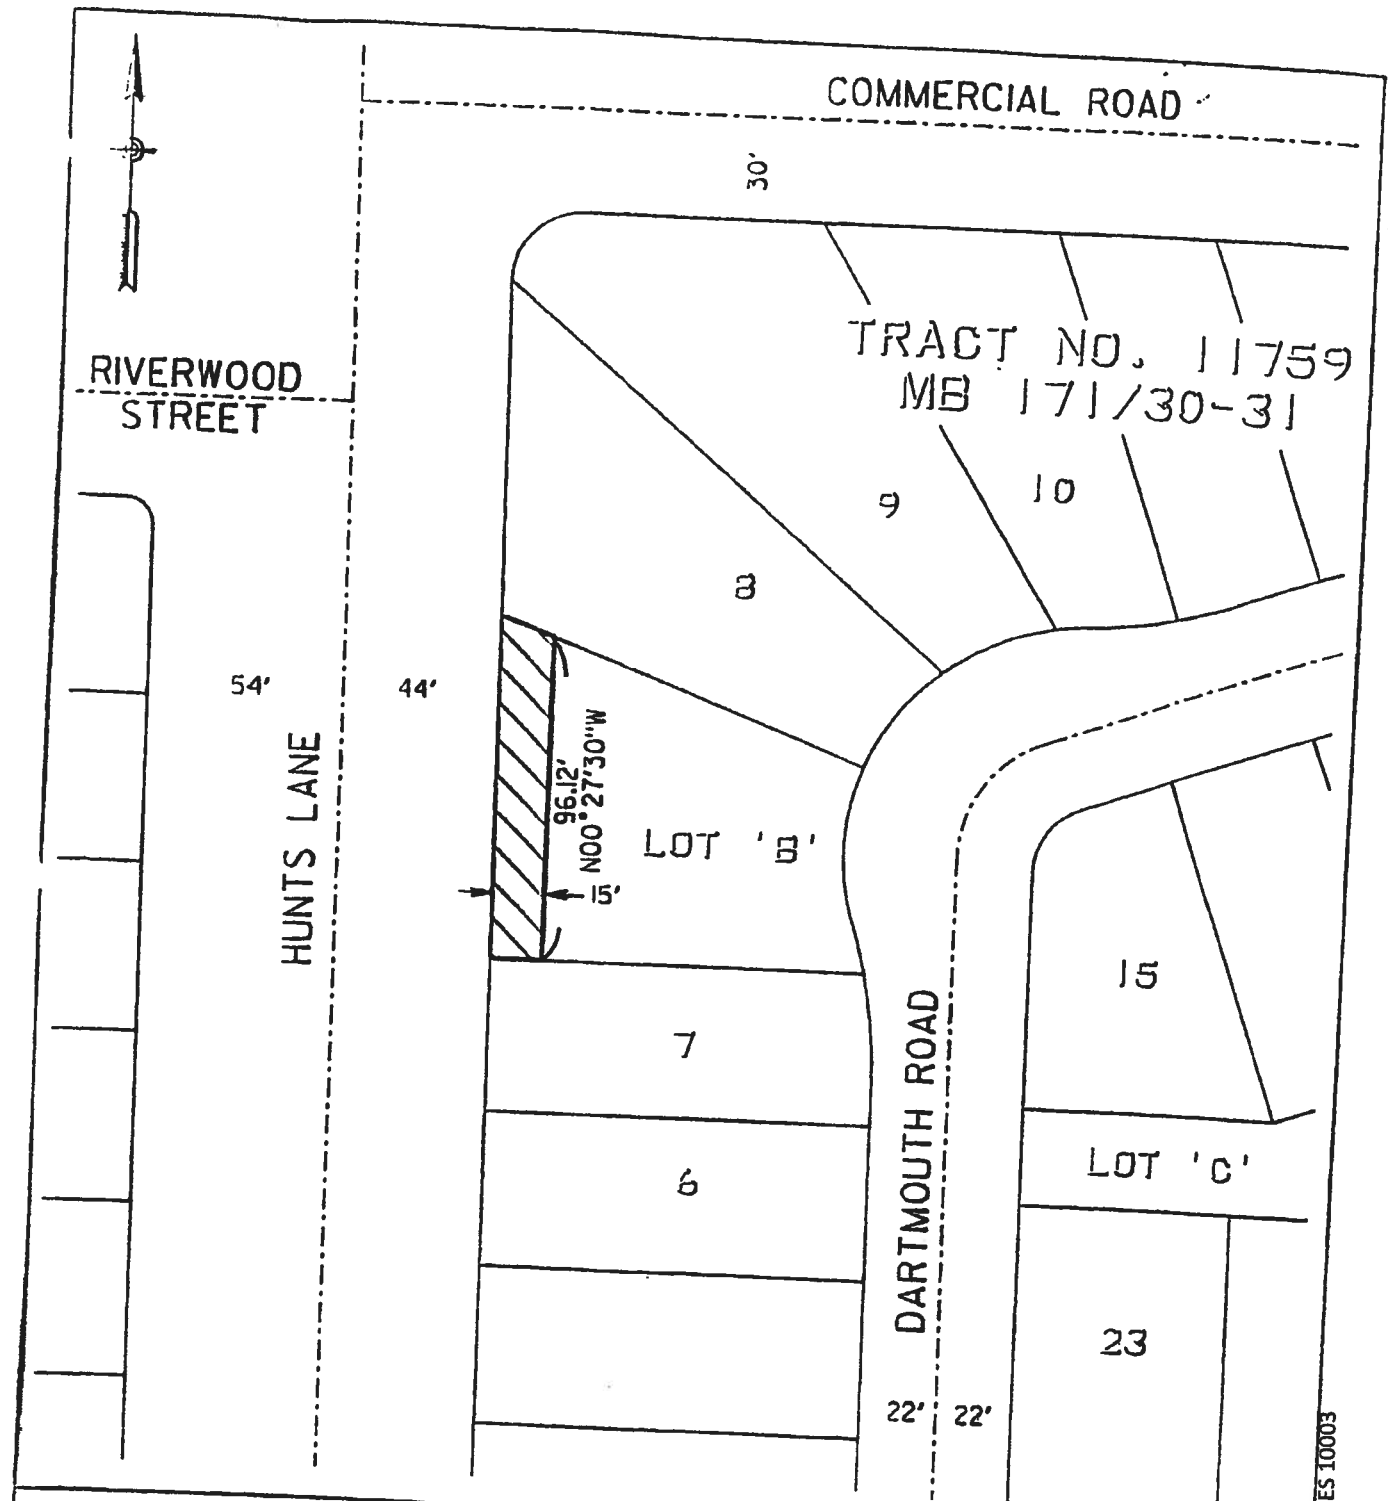 COMMERCIAL ROAD
30'
TRACT NO. 11759
MB 171/30-31
RIVERWOOD
STREET
9
10
8
54'
44'
HUNTS LANE
96.12'
N00°27'30"W
LOT 'B'
15'
15
7
DARTMOUTH ROAD
LOT 'C'
6
23
22'
22'
ES 10003